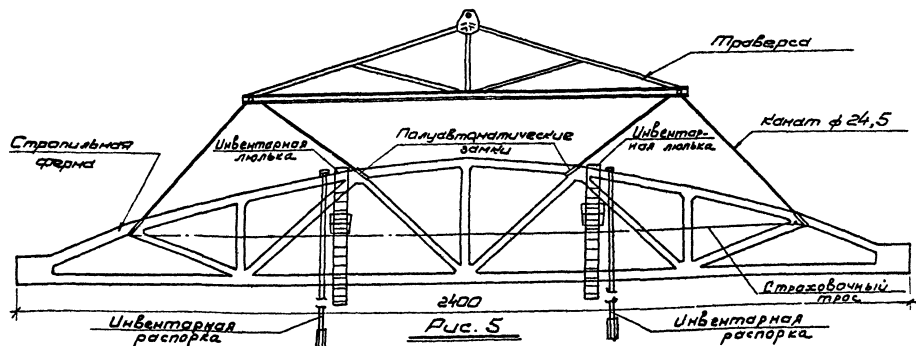 Траверса
Канат ф 24,5
Стропильная
ферма
Инвентарная
люлька
Полуавтоматические
замки
Инвентар-
ная люлька
Страховочный
трос
2400
Инвентарная
распорка
Рис. 5
Инвентарная
распорка